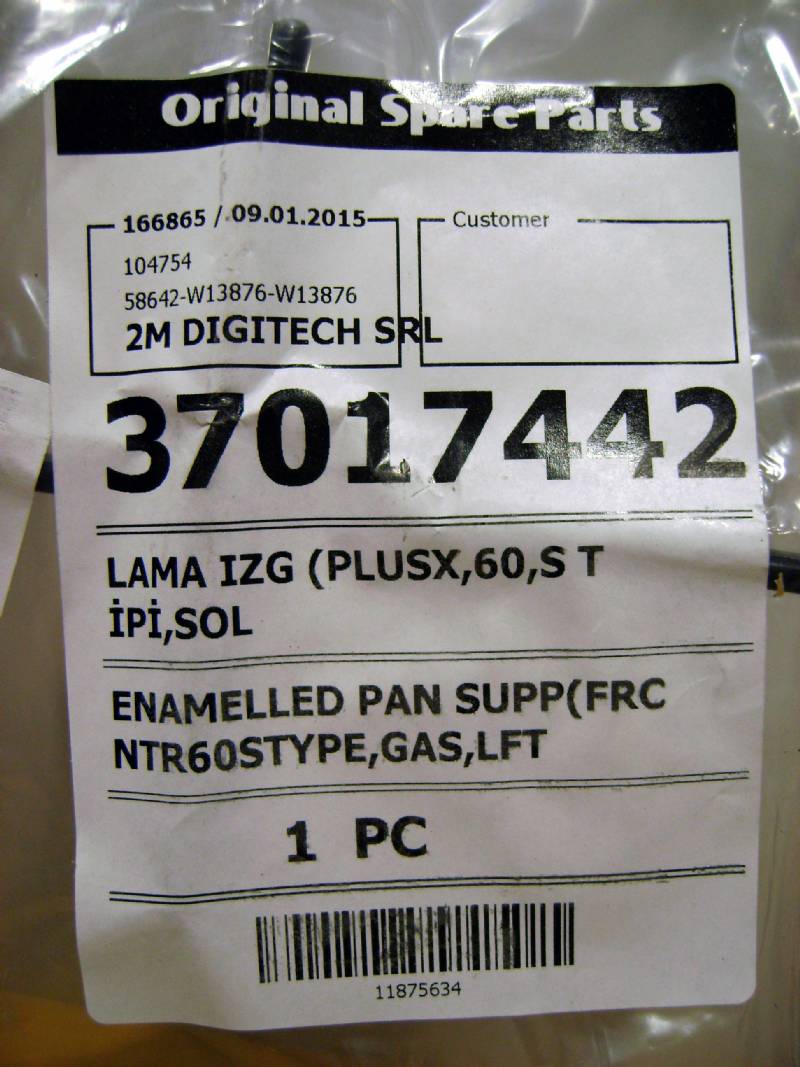 Original Spare Parts
166865 / 09.01.2015
104754
58642-W13876-W13876
2M DIGITECH SRL
Customer
37017442
LAMA IZG (PLUSX,60,S T
İPİ,SOL
ENAMELLED PAN SUPP(FRC
NTR60STYPE,GAS,LFT
1 PC
11875634